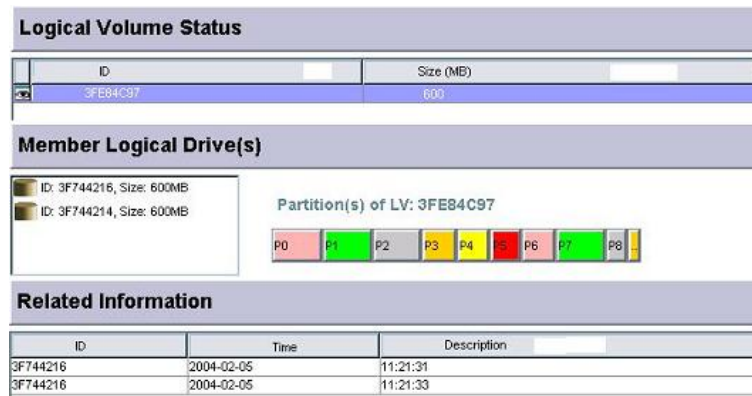 Logical Volume Status
ID Size (MB)
3FE84C97 600
Member Logical Drive(s)
ID: 3F744216, Size: 600MB
ID: 3F744214, Size: 600MB
Partition(s) of LV: 3FE84C97
P0 P1 P2 P3 P4 P5 P6 P7 P8 ..
Related Information
ID Time Description
3F744216 2004-02-05 11:21:31
3F744216 2004-02-05 11:21:33